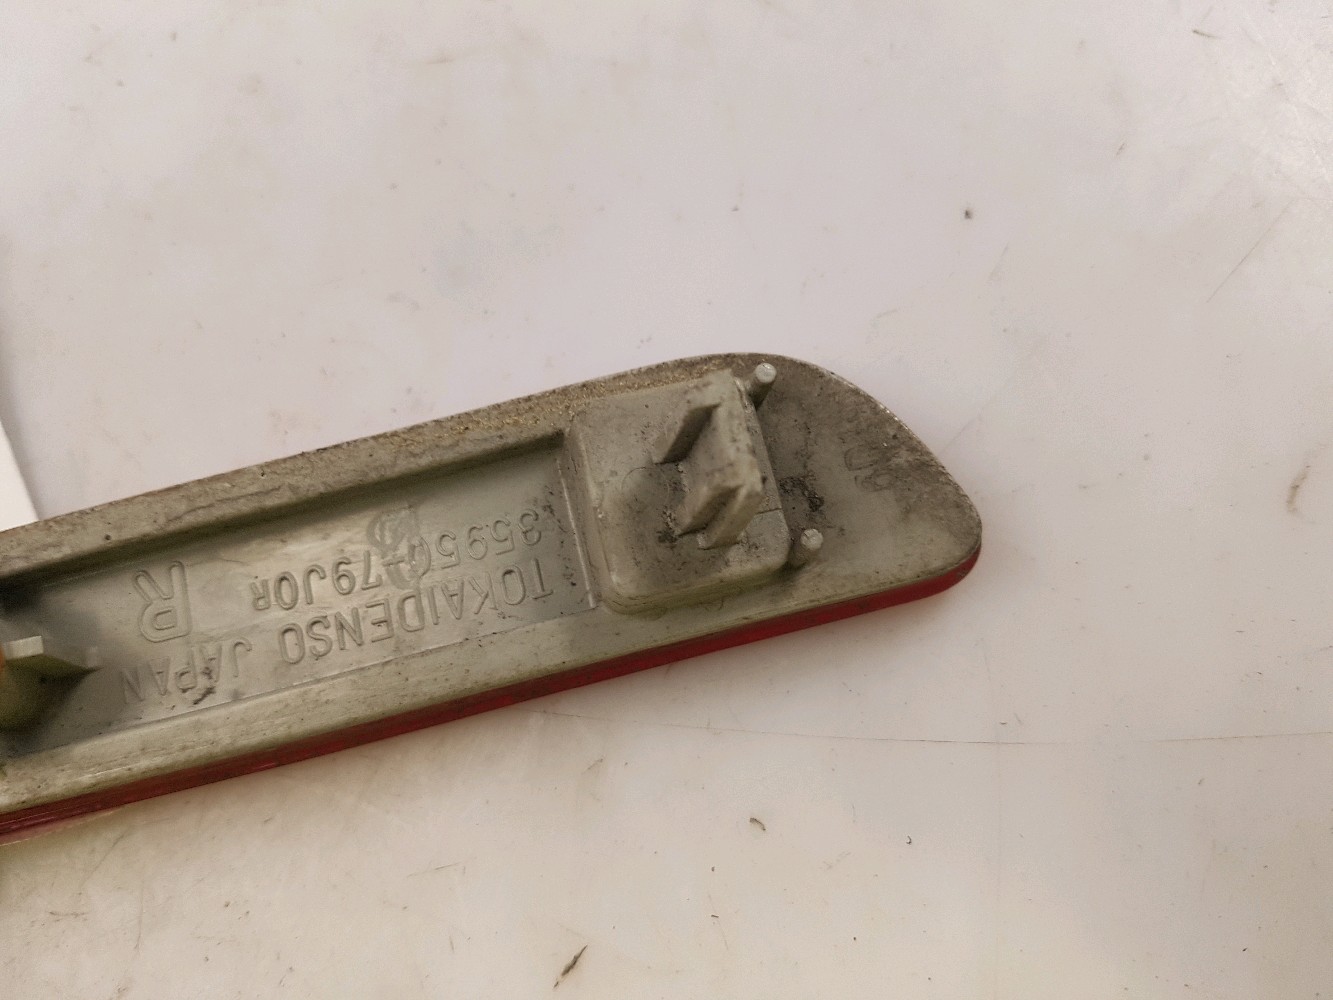 TOKAIDENSO JAPAN
35950-79J0R
R